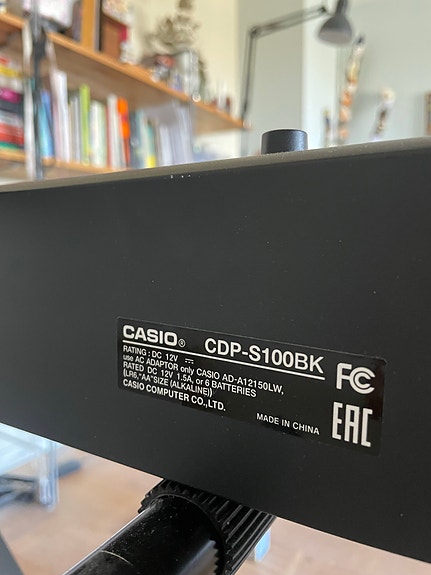 CASIO® CDP-S100BK
RATING : DC 12V ⎓
use AC ADAPTOR only CASIO AD-A12150LW,
RATED DC 12V 1.5A, or 6 BATTERIES
(LR6,"AA"SIZE (ALKALINE))
CASIO COMPUTER CO.,LTD.
MADE IN CHINA
FC
EAC